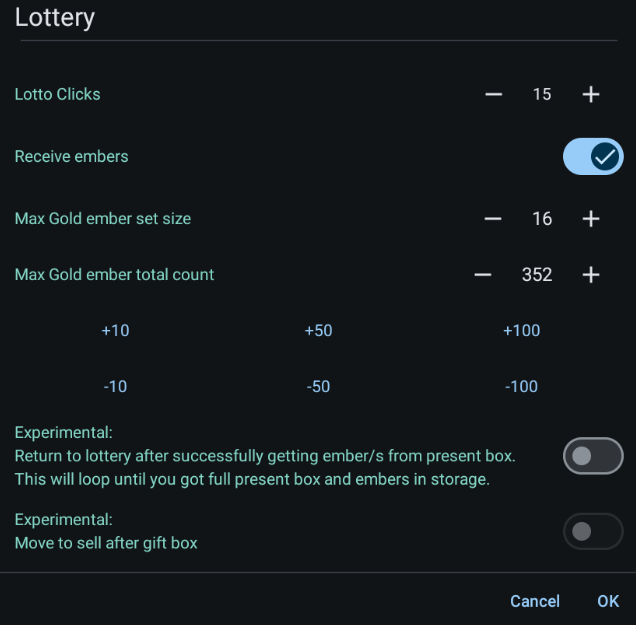 Lottery
Lotto Clicks
− 15 +
Receive embers
Max Gold ember set size
− 16 +
Max Gold ember total count
− 352 +
+10 +50 +100
-10 -50 -100
Experimental:
Return to lottery after successfully getting ember/s from present box.
This will loop until you got full present box and embers in storage.
Experimental:
Move to sell after gift box
Cancel OK